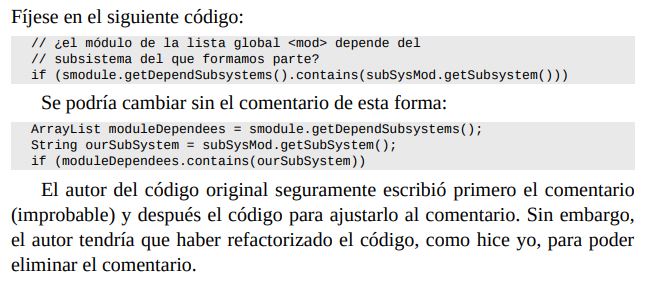 Fíjese en el siguiente código:
// ¿el módulo de la lista global <mod> depende del
// subsistema del que formamos parte?
if (smodule.getDependSubsystems().contains(subSysMod.getSubsystem()))
Se podría cambiar sin el comentario de esta forma:
ArrayList moduleDependees = smodule.getDependSubsystems();
String ourSubSystem = subSysMod.getSubSystem();
if (moduleDependees.contains(ourSubSystem))
El autor del código original seguramente escribió primero el comentario
(improbable) y después el código para ajustarlo al comentario. Sin embargo,
el autor tendría que haber refactorizado el código, como hice yo, para poder
eliminar el comentario.